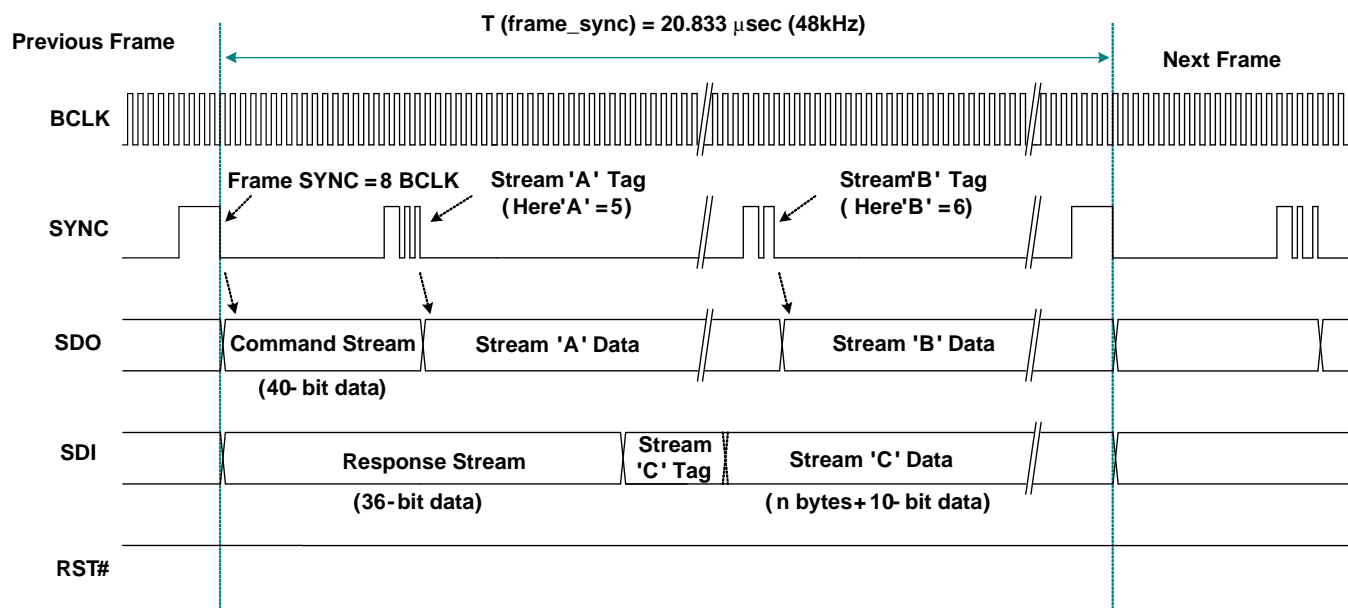 T (frame_sync) = 20.833 µsec (48kHz)
Previous Frame
Next Frame
BCLK
Frame SYNC = 8 BCLK
Stream 'A' Tag
(Here 'A' = 5)
Stream 'B' Tag
( Here 'B' = 6)
SYNC
SDO
Command Stream
Stream 'A' Data
Stream 'B' Data
(40- bit data)
SDI
Response Stream
Stream
'C' Tag
Stream 'C' Data
(36- bit data)
( n bytes+ 10- bit data)
RST#